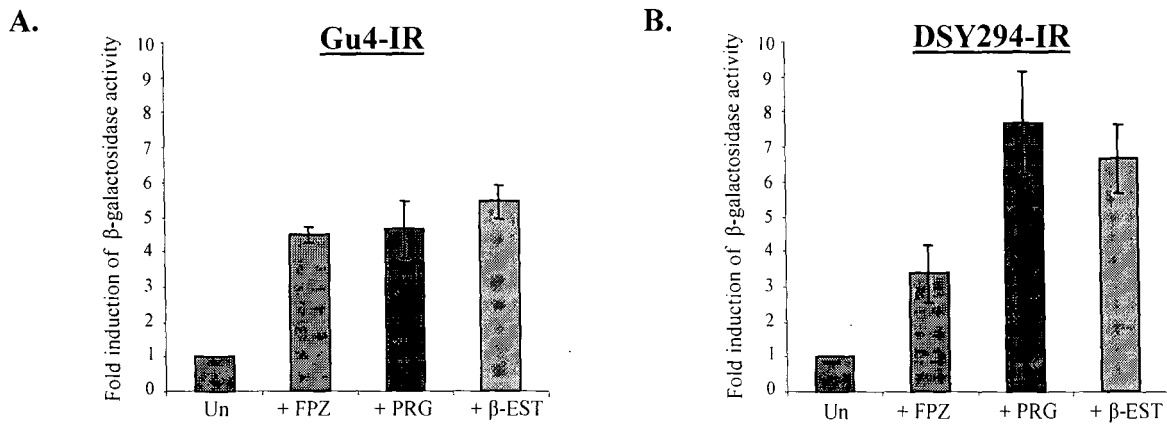 A.
Gu4-IR
Fold induction of β-galactosidase activity
10
9
8
7
6
5
4
3
2
1
0
Un
+ FPZ
+ PRG
+ β-EST
B.
DSY294-IR
Fold induction of β-galactosidase activity
10
9
8
7
6
5
4
3
2
1
0
Un
+ FPZ
+ PRG
+ β-EST